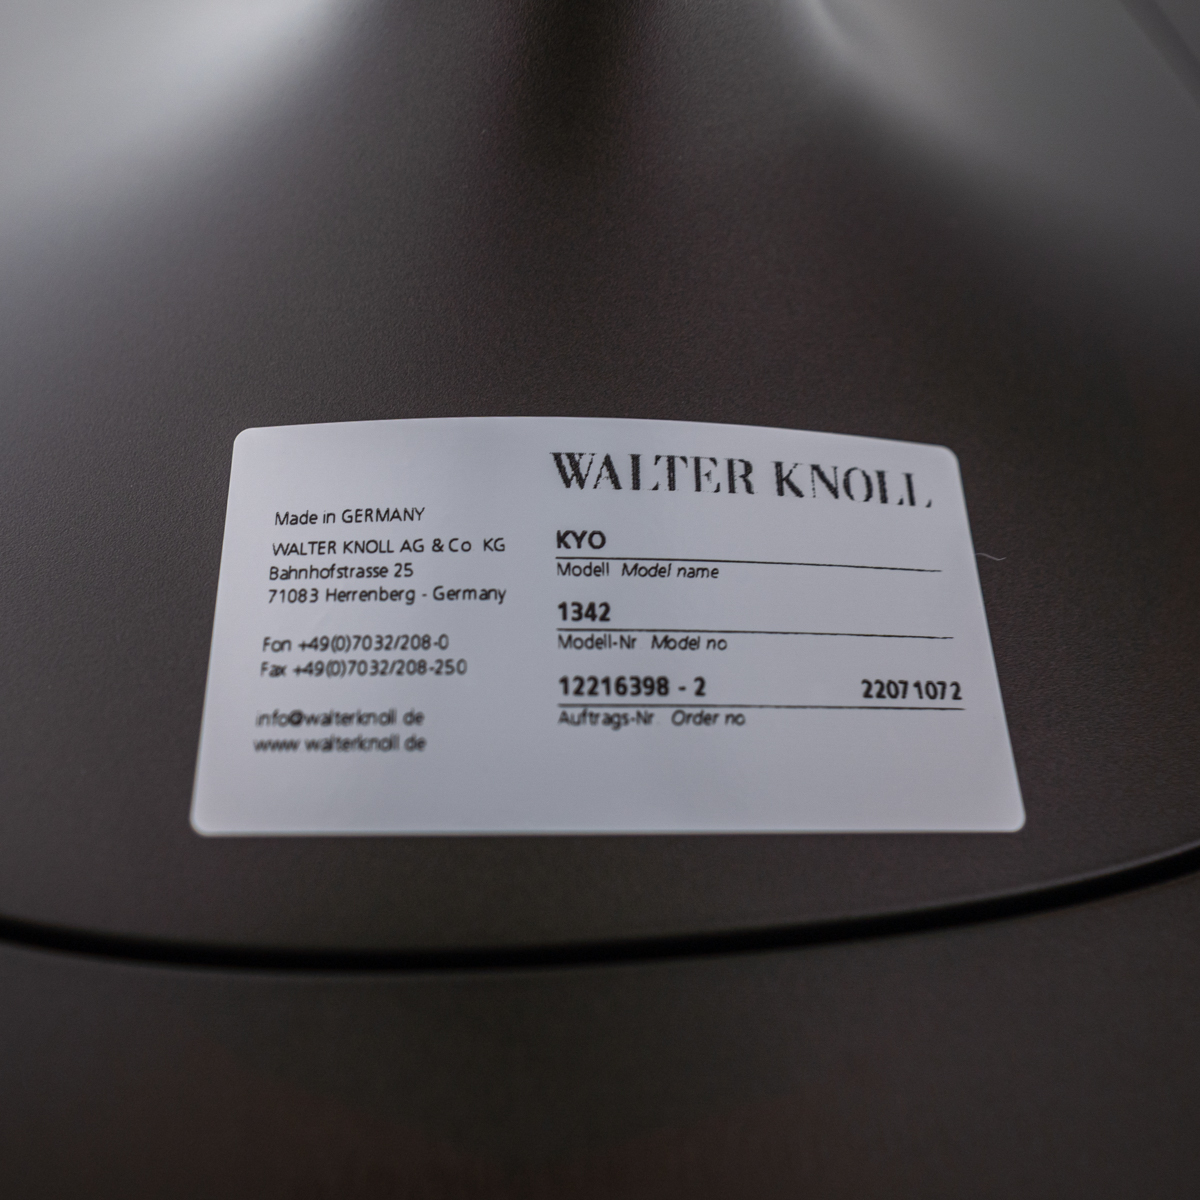 WALTER KNOLL
Made in GERMANY
WALTER KNOLL AG & Co KG
Bahnhofstrasse 25
71083 Herrenberg - Germany
Fon +49(0)7032/208-0
Fax +49(0)7032/208-250
info@walterknoll de
www walterknoll de
KYO
Modell Model name
1342
Modell-Nr Model no
12216398 - 2 22071072
Auftrags-Nr Order no